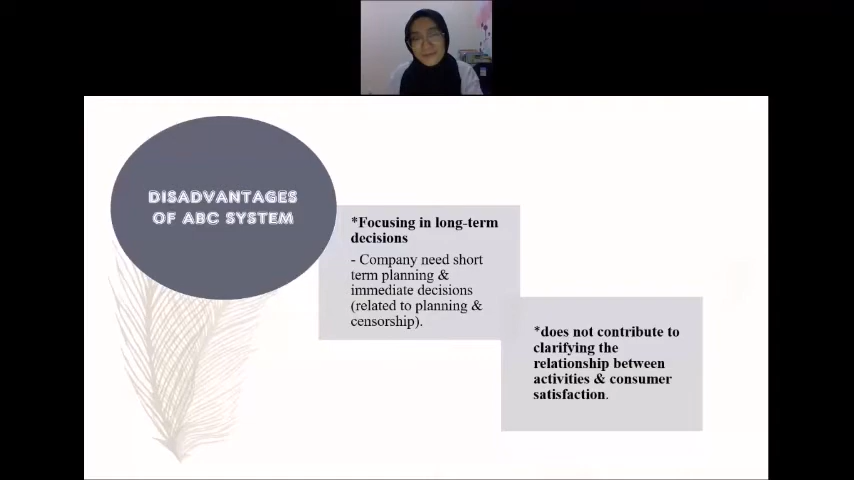 DISADVANTAGES
OF ABC SYSTEM
*Focusing in long-term
decisions
- Company need short
term planning &
immediate decisions
(related to planning &
censorship).
*does not contribute to
clarifying the
relationship between
activities & consumer
satisfaction.